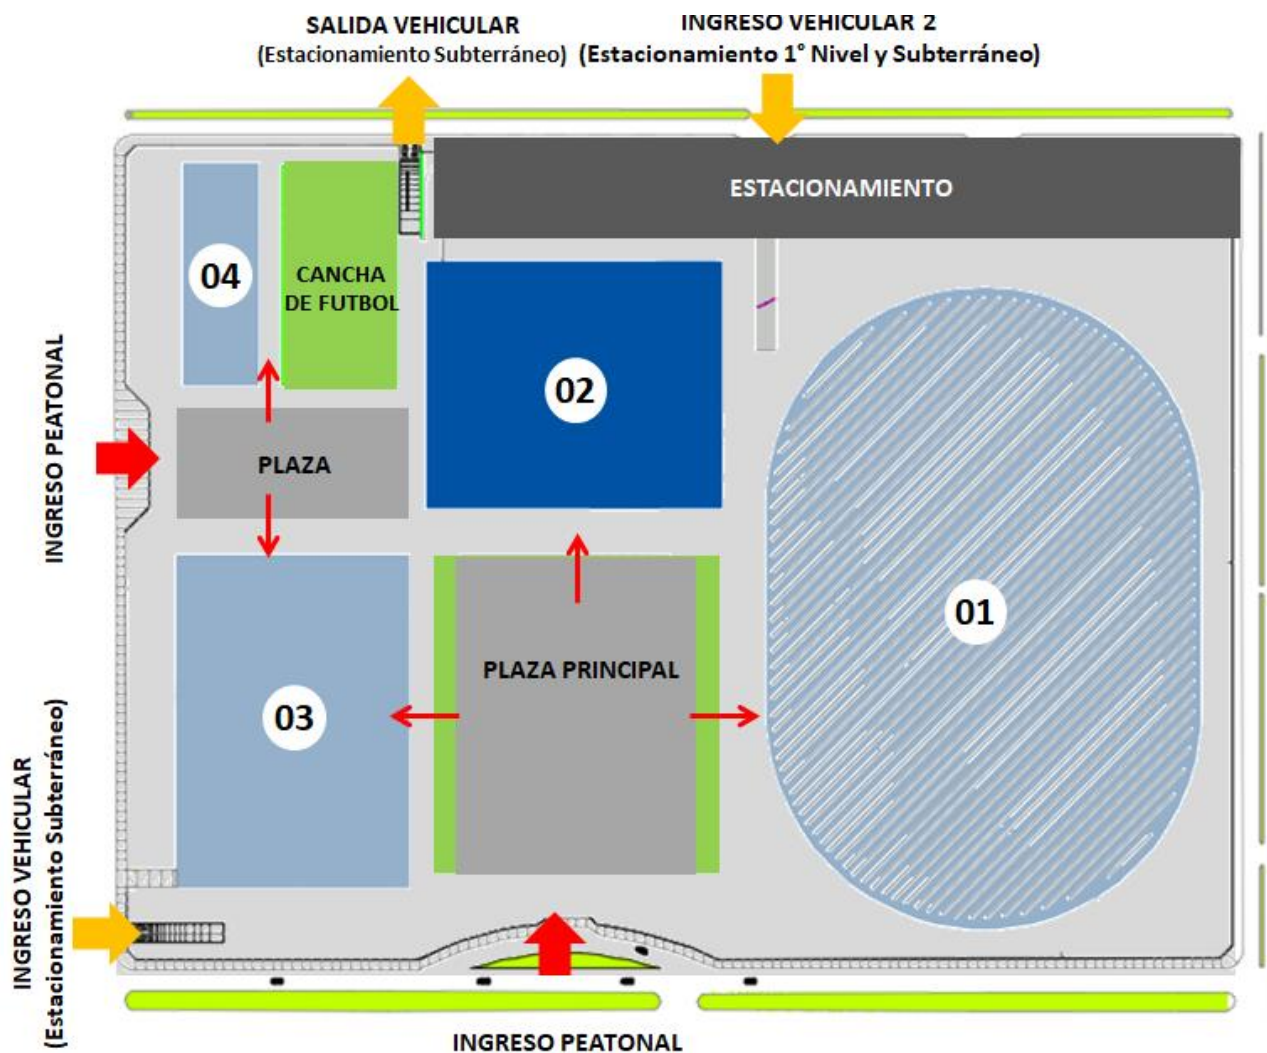 SALIDA VEHICULAR
(Estacionamiento Subterráneo)
INGRESO VEHICULAR 2
(Estacionamiento 1° Nivel y Subterráneo)
ESTACIONAMIENTO
04
CANCHA
DE FUTBOL
02
INGRESO PEATONAL
PLAZA
01
PLAZA PRINCIPAL
03
INGRESO VEHICULAR
(Estacionamiento Subterráneo)
INGRESO PEATONAL